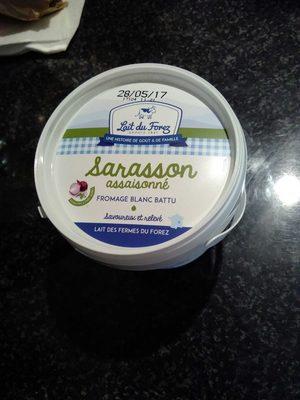 28/05/17
Lait du Forez
UNE HISTOIRE DE GOUT & DE FAMILLE
Sarasson
assaisonné
FROMAGE BLANC BATTU
Savoureux et relevé
LAIT DES FERMES DU FOREZ